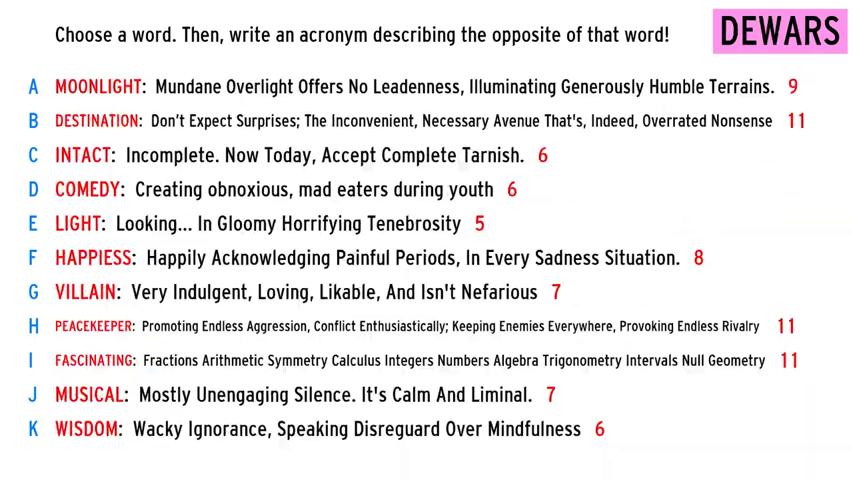 Choose a word. Then, write an acronym describing the opposite of that word!
DEWARS
A MOONLIGHT: Mundane Overlight Offers No Leadenness, Illuminating Generously Humble Terrains. 9
B DESTINATION: Don't Expect Surprises; The Inconvenient, Necessary Avenue That's, Indeed, Overrated Nonsense 11
C INTACT: Incomplete. Now Today, Accept Complete Tarnish. 6
D COMEDY: Creating obnoxious, mad eaters during youth 6
E LIGHT: Looking... In Gloomy Horrifying Tenebrosity 5
F HAPPIESS: Happily Acknowledging Painful Periods, In Every Sadness Situation. 8
G VILLAIN: Very Indulgent, Loving, Likable, And Isn't Nefarious 7
H PEACEKEEPER: Promoting Endless Aggression, Conflict Enthusiastically; Keeping Enemies Everywhere, Provoking Endless Rivalry 11
I FASCINATING: Fractions Arithmetic Symmetry Calculus Integers Numbers Algebra Trigonometry Intervals Null Geometry 11
J MUSICAL: Mostly Unengaging Silence. It's Calm And Liminal. 7
K WISDOM: Wacky Ignorance, Speaking Disreguard Over Mindfulness 6